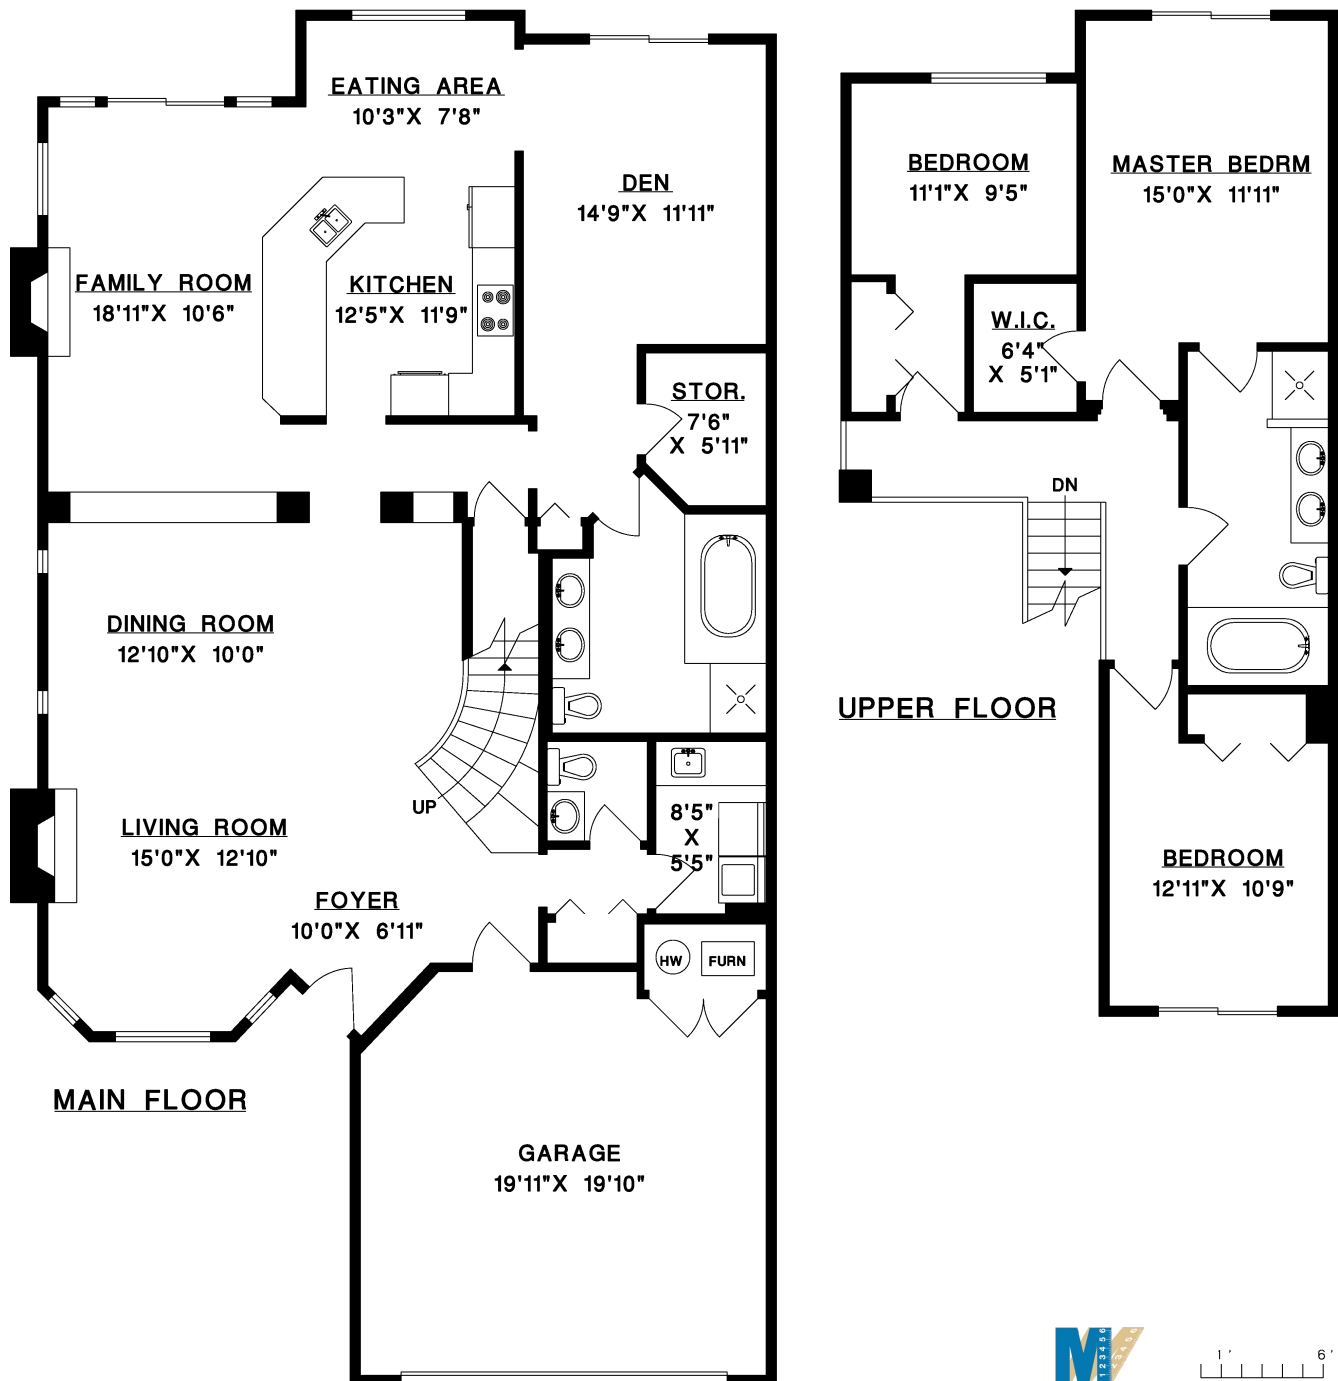 EATING AREA
10'3"X 7'8"
DEN
14'9"X 11'11"
FAMILY ROOM
18'11"X 10'6"
KITCHEN
12'5"X 11'9"
STOR.
7'6"
X 5'11"
DINING ROOM
12'10"X 10'0"
UP
LIVING ROOM
15'0"X 12'10"
8'5"
X
5'5"
FOYER
10'0"X 6'11"
HW
FURN
MAIN FLOOR
GARAGE
19'11"X 19'10"
BEDROOM
11'1"X 9'5"
MASTER BEDRM
15'0"X 11'11"
W.I.C.
6'4"
X 5'1"
DN
UPPER FLOOR
BEDROOM
12'11"X 10'9"
M
123456
123456
1' 6'